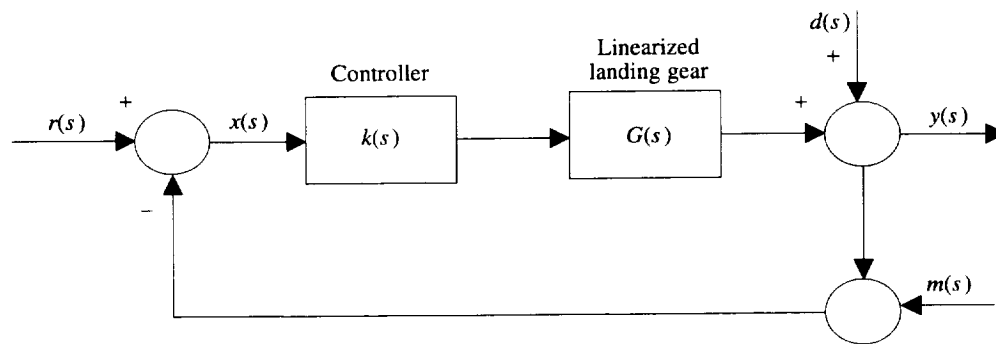 d(s)
+
Linearized
landing gear
Controller
+
r(s)
x(s)
k(s)
G(s)
+
y(s)
−
m(s)